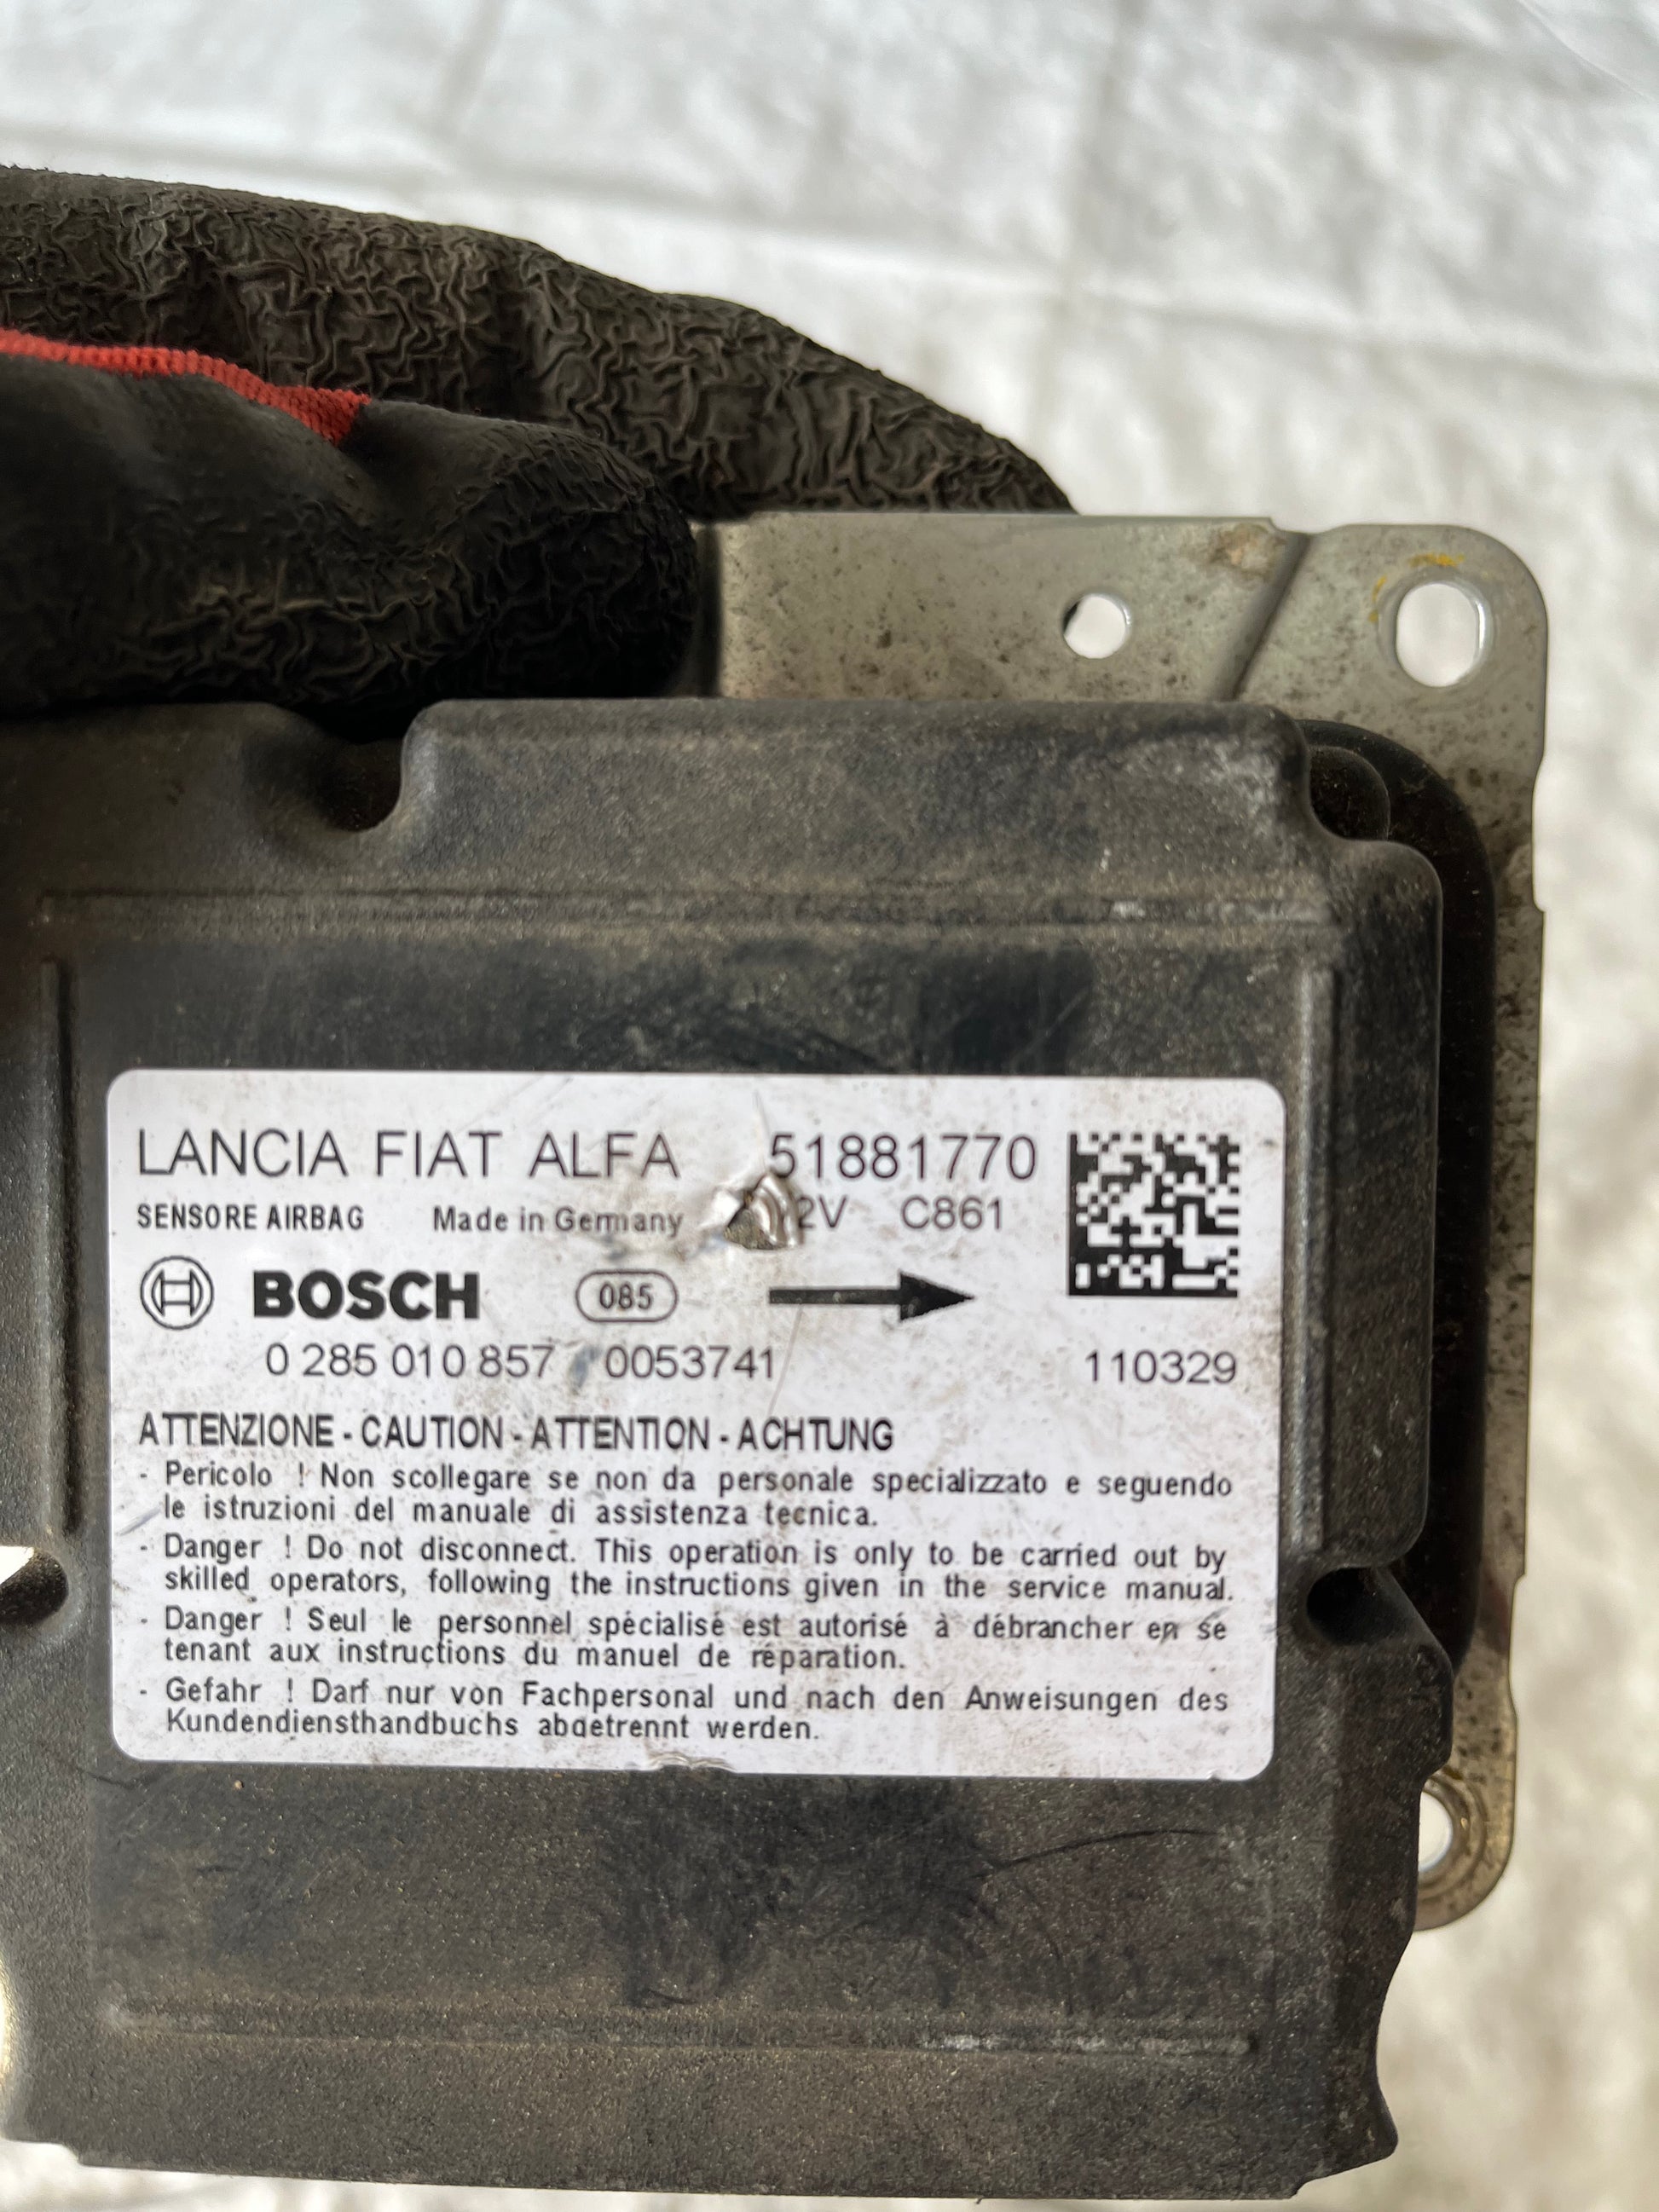 LANCIA FIAT ALFA 51881770
SENSORE AIRBAG Made in Germany 2V C861
BOSCH 085
0 285 010 857 0053741 110329
ATTENZIONE - CAUTION - ATTENTION - ACHTUNG
- Pericolo ! Non scollegare se non da personale specializzato e seguendo
le istruzioni del manuale di assistenza tecnica.
- Danger ! Do not disconnect. This operation is only to be carried out by
skilled operators, following the instructions given in the service manual.
- Danger ! Seul le personnel spécialisé est autorisé à débrancher en se
tenant aux instructions du manuel de réparation.
- Gefahr ! Darf nur von Fachpersonal und nach den Anweisungen des
Kundendiensthandbuchs abgetrennt werden.